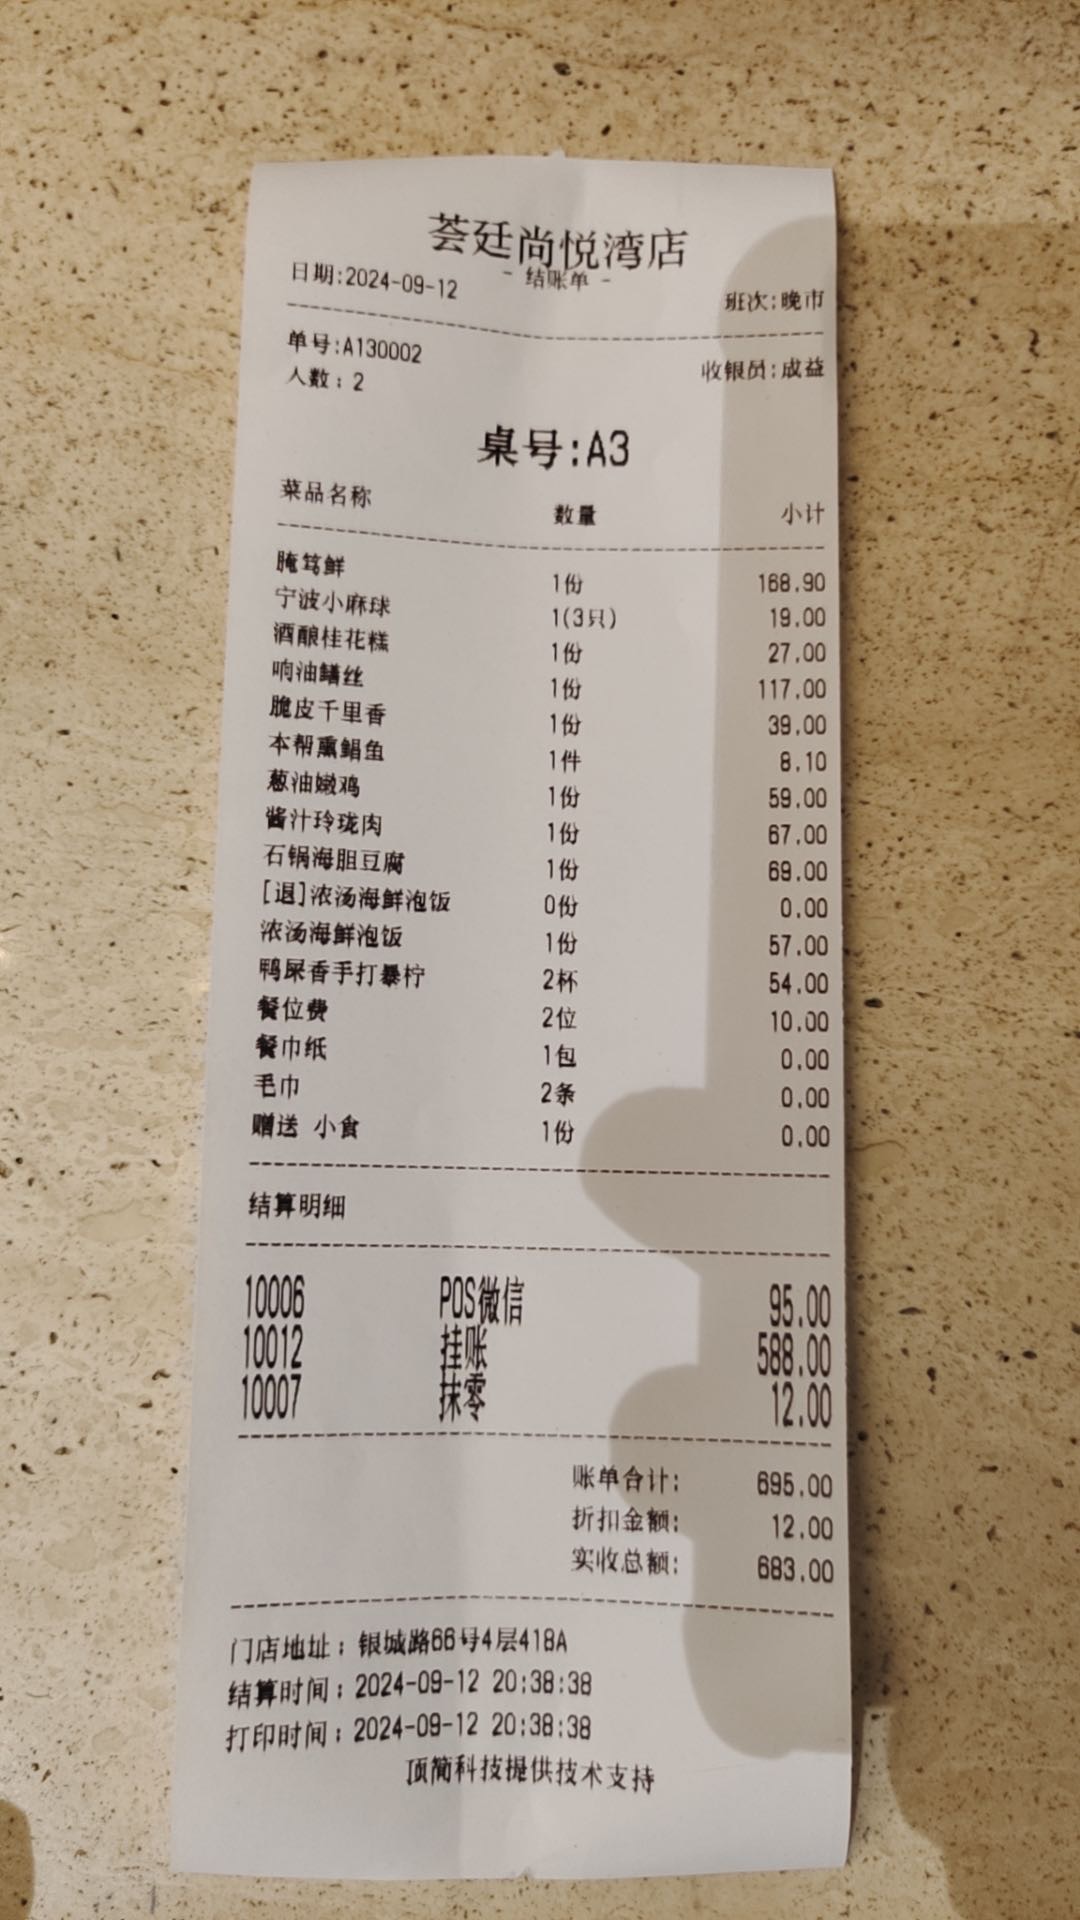 荟廷尚悦湾店
- 结账单 -
日期:2024-09-12 班次:晚市
单号:A130002 收银员:成益
人数：2
桌号:A3
菜品名称 数量 小计
腌笃鲜 1份 168.90
宁波小麻球 1(3只) 19.00
酒酿桂花糕 1份 27.00
响油鳝丝 1份 117.00
脆皮千里香 1份 39.00
本帮熏鲳鱼 1件 8.10
葱油嫩鸡 1份 59.00
酱汁玲珑肉 1份 67.00
石锅海胆豆腐 1份 69.00
[退]浓汤海鲜泡饭 0份 0.00
浓汤海鲜泡饭 1份 57.00
鸭屎香手打暴柠 2杯 54.00
餐位费 2位 10.00
餐巾纸 1包 0.00
毛巾 2条 0.00
赠送 小食 1份 0.00
结算明细
10006 POS微信 95.00
10012 挂账 588.00
10007 抹零 12.00
账单合计: 695.00
折扣金额: 12.00
实收总额: 683.00
门店地址：银城路66号4层418A
结算时间：2024-09-12 20:38:38
打印时间：2024-09-12 20:38:38
顶简科技提供技术支持